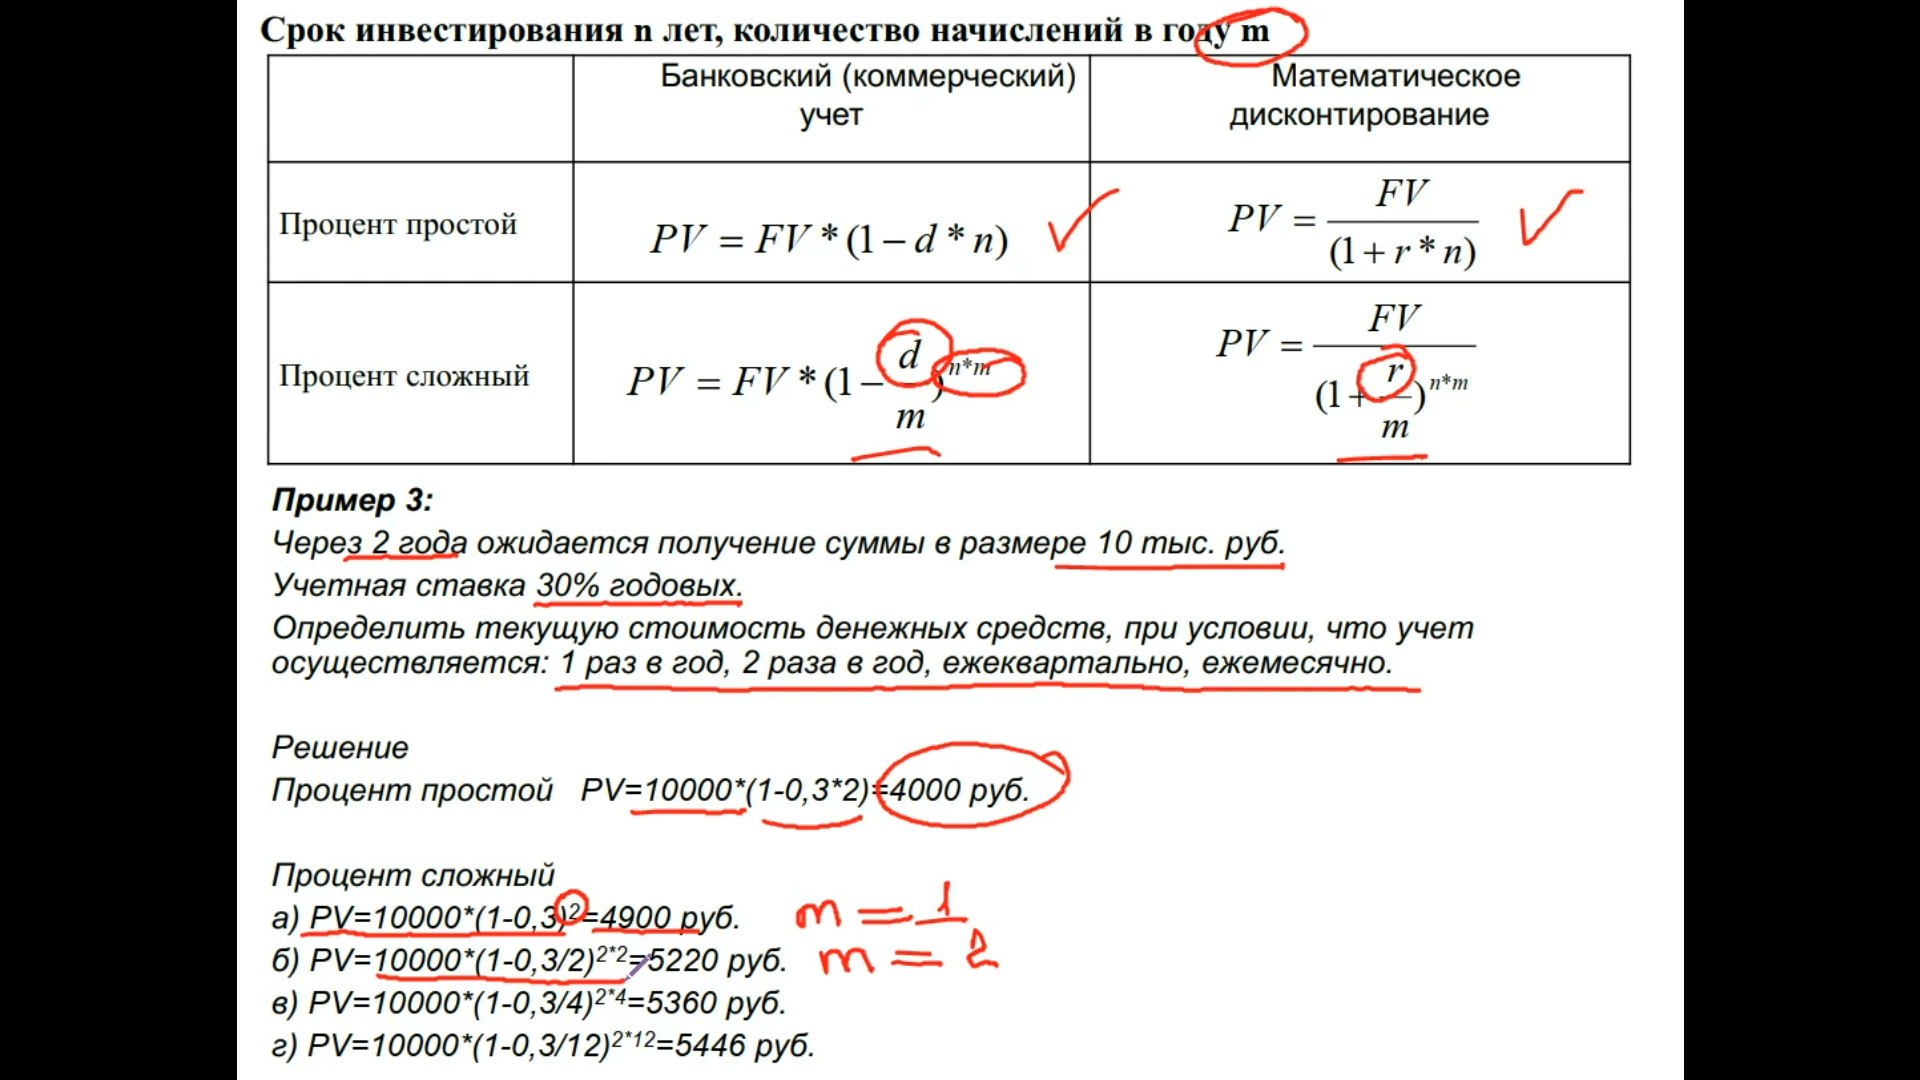 Срок инвестирования n лет, количество начислений в году m
Банковский (коммерческий) учет
Математическое дисконтирование
Процент простой
PV = FV * (1 − d * n)
PV = FV / (1 + r * n)
Процент сложный
PV = FV * (1 − d/m)^n*m
PV = FV / (1 + r/m)^n*m
Пример 3:
Через 2 года ожидается получение суммы в размере 10 тыс. руб.
Учетная ставка 30% годовых.
Определить текущую стоимость денежных средств, при условии, что учет
осуществляется: 1 раз в год, 2 раза в год, ежеквартально, ежемесячно.
Решение
Процент простой PV=10000*(1-0,3*2)=4000 руб.
Процент сложный
а) PV=10000*(1-0,3)^2=4900 руб. m = 1
б) PV=10000*(1-0,3/2)^2*2=5220 руб. m = 2
в) PV=10000*(1-0,3/4)^2*4=5360 руб.
г) PV=10000*(1-0,3/12)^2*12=5446 руб.